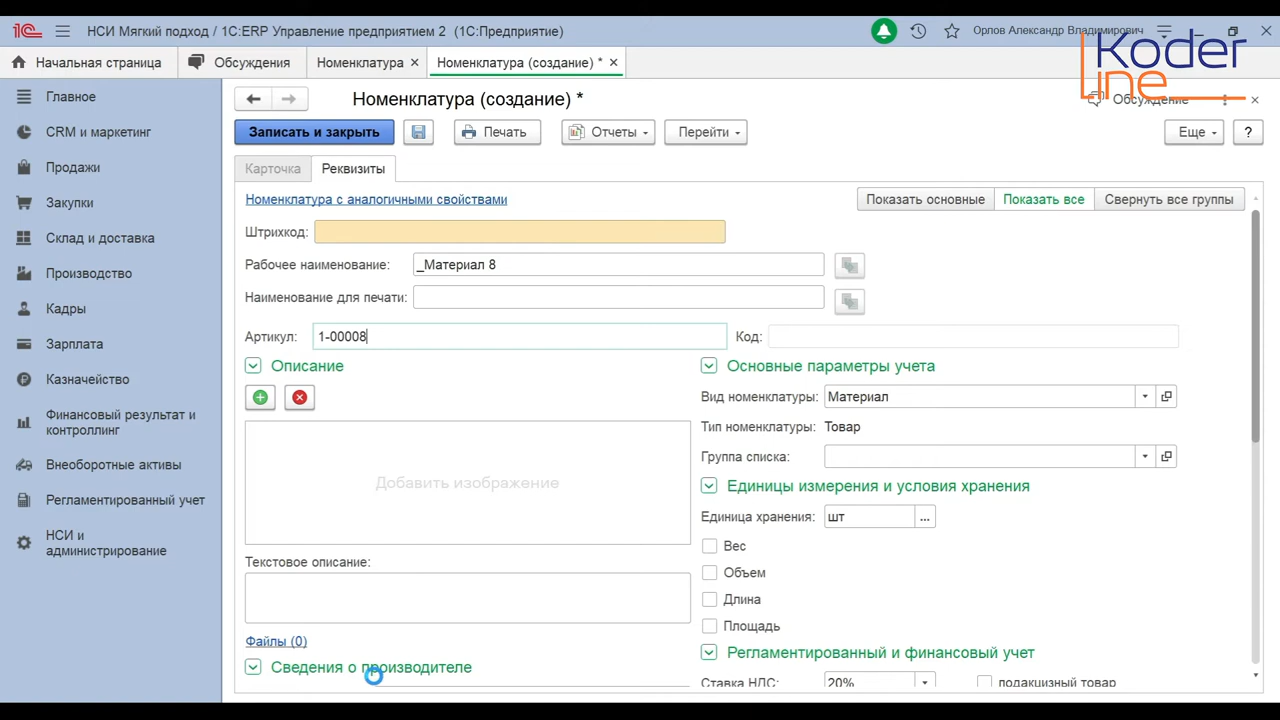 НСИ Мягкий подход / 1С:ERP Управление предприятием 2 (1С:Предприятие)
Орлов Александр Владимирович
Koder line
Начальная страница
Обсуждения
Номенклатура
Номенклатура (создание) *
Главное
CRM и маркетинг
Продажи
Закупки
Склад и доставка
Производство
Кадры
Зарплата
Казначейство
Финансовый результат и
контроллинг
Внеоборотные активы
Регламентированный учет
НСИ и
администрирование
Номенклатура (создание) *
Обсуждение
Записать и закрыть
Печать
Отчеты
Перейти
Еще
?
Карточка
Реквизиты
Номенклатура с аналогичными свойствами
Показать основные
Показать все
Свернуть все группы
Штрихкод:
Рабочее наименование: _Материал 8
Наименование для печати:
Артикул: 1-00008
Код:
Описание
Добавить изображение
Текстовое описание:
Файлы (0)
Сведения о производителе
Основные параметры учета
Вид номенклатуры: Материал
Тип номенклатуры: Товар
Группа списка:
Единицы измерения и условия хранения
Единица хранения: шт ...
Вес
Объем
Длина
Площадь
Регламентированный и финансовый учет
Ставка НДС: 20% подакцизный товар